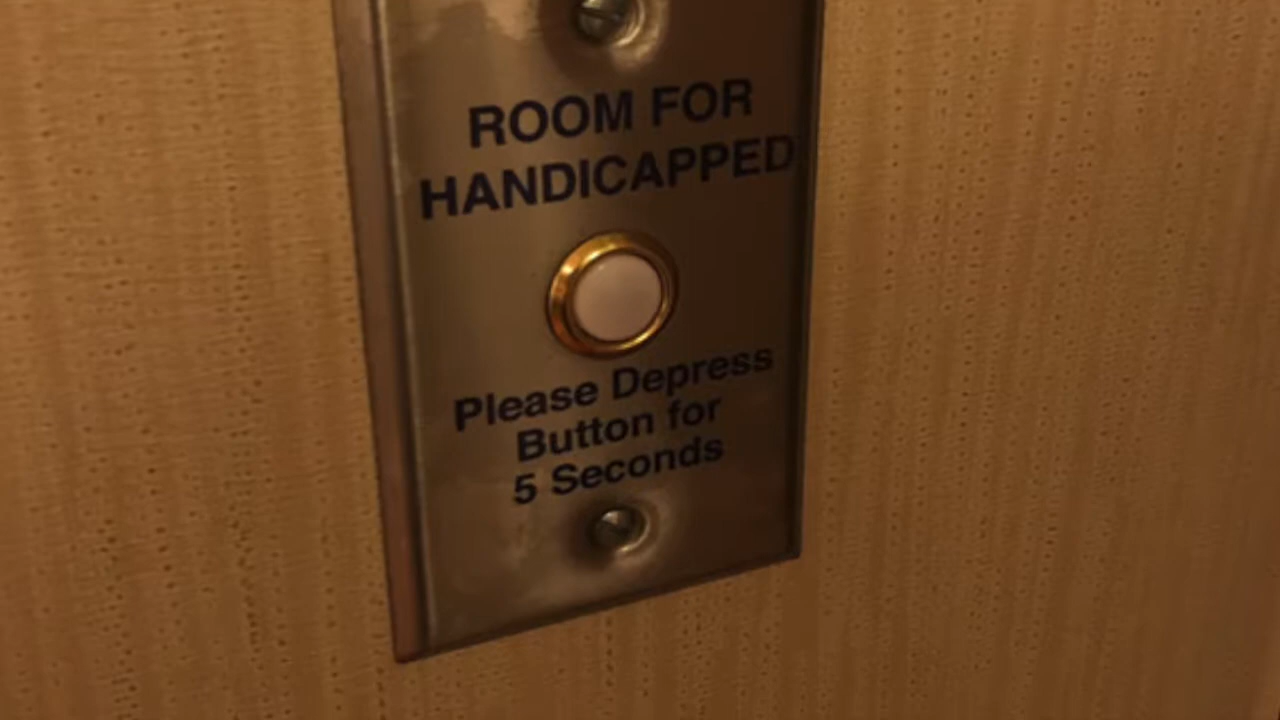 ROOM FOR
HANDICAPPED
Please Depress
Button for
5 Seconds